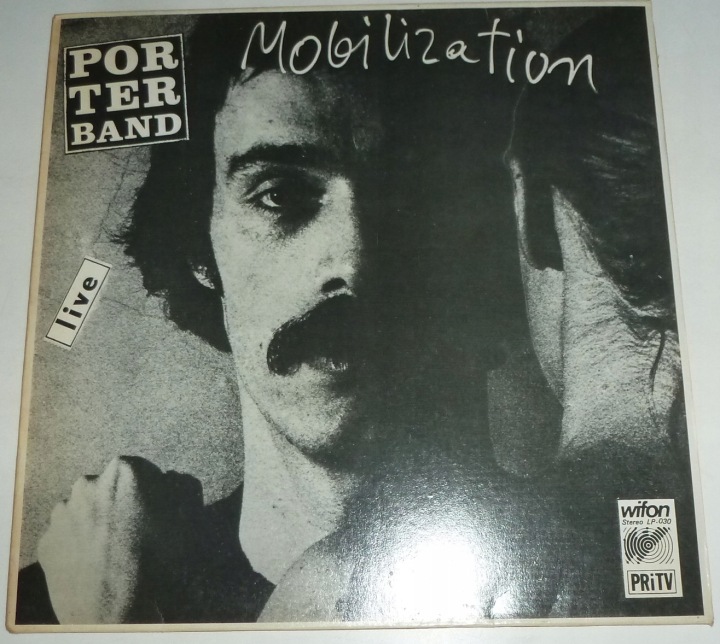 Mobilization
POR
TER
BAND
live
wifon
Stereo LP-030
PRiTV